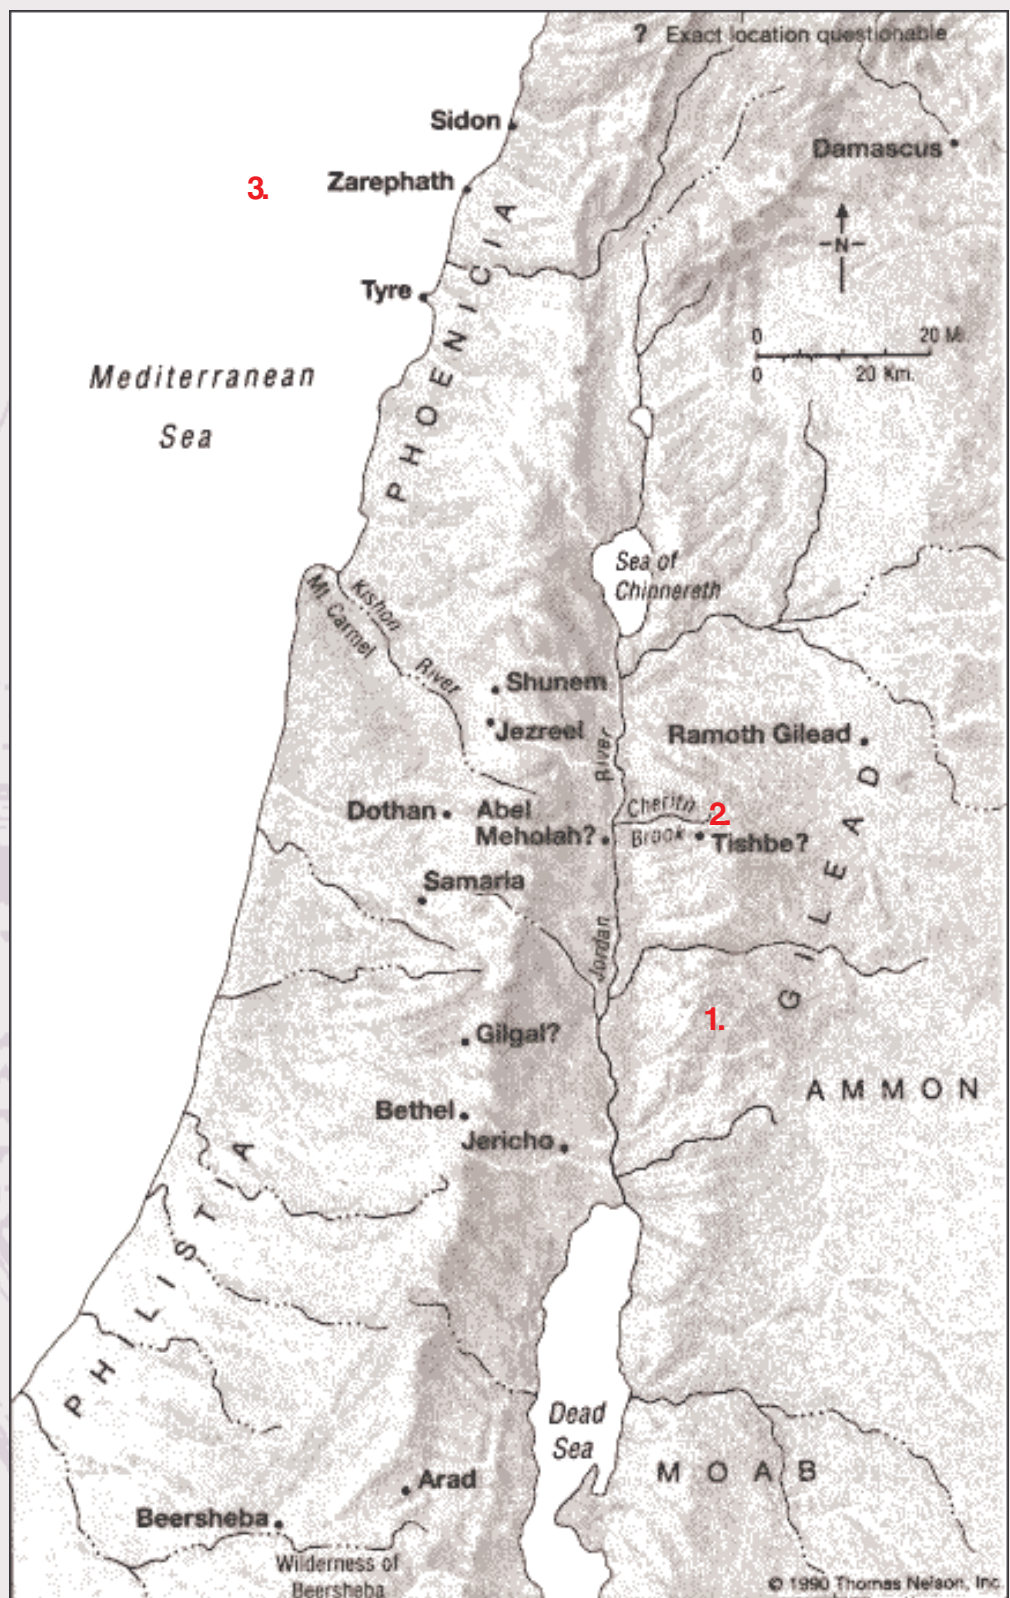 ? Exact location questionable
Sidon
Damascus
3.
Zarephath
N
PHOENICIA
Tyre
0 20 Mi.
0 20 Km.
Mediterranean
Sea
Sea of
Chinnereth
Mt. Carmel
Kishon
River
Shunem
Jezreel
River
Ramoth Gilead
Dothan
Abel
Meholah?
Cherith
Brook
2.
Tishbe?
GILEAD
Samaria
Jordan
1.
Gilgal?
AMMON
Bethel
Jericho
PHILISTIA
Dead
Sea
MOAB
Arad
Beersheba
Wilderness of
Beersheba
© 1990 Thomas Nelson, Inc.